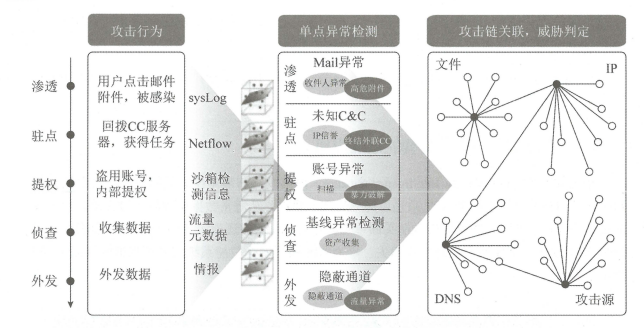 攻击行为
单点异常检测
攻击链关联，威胁判定
渗透
用户点击邮件
附件，被感染
sysLog
渗透
Mail异常
收件人异常
高危附件
文件
IP
驻点
回拨CC服务
器，获得任务
Netflow
驻点
未知C&C
IP信誉
终结外联CC
提权
盗用账号，
内部提权
沙箱检
测信息
提权
账号异常
扫描
暴力破解
侦查
收集数据
流量
元数据
侦查
基线异常检测
资产收集
外发
外发数据
情报
外发
隐蔽通道
隐蔽通道
流量异常
DNS
攻击源